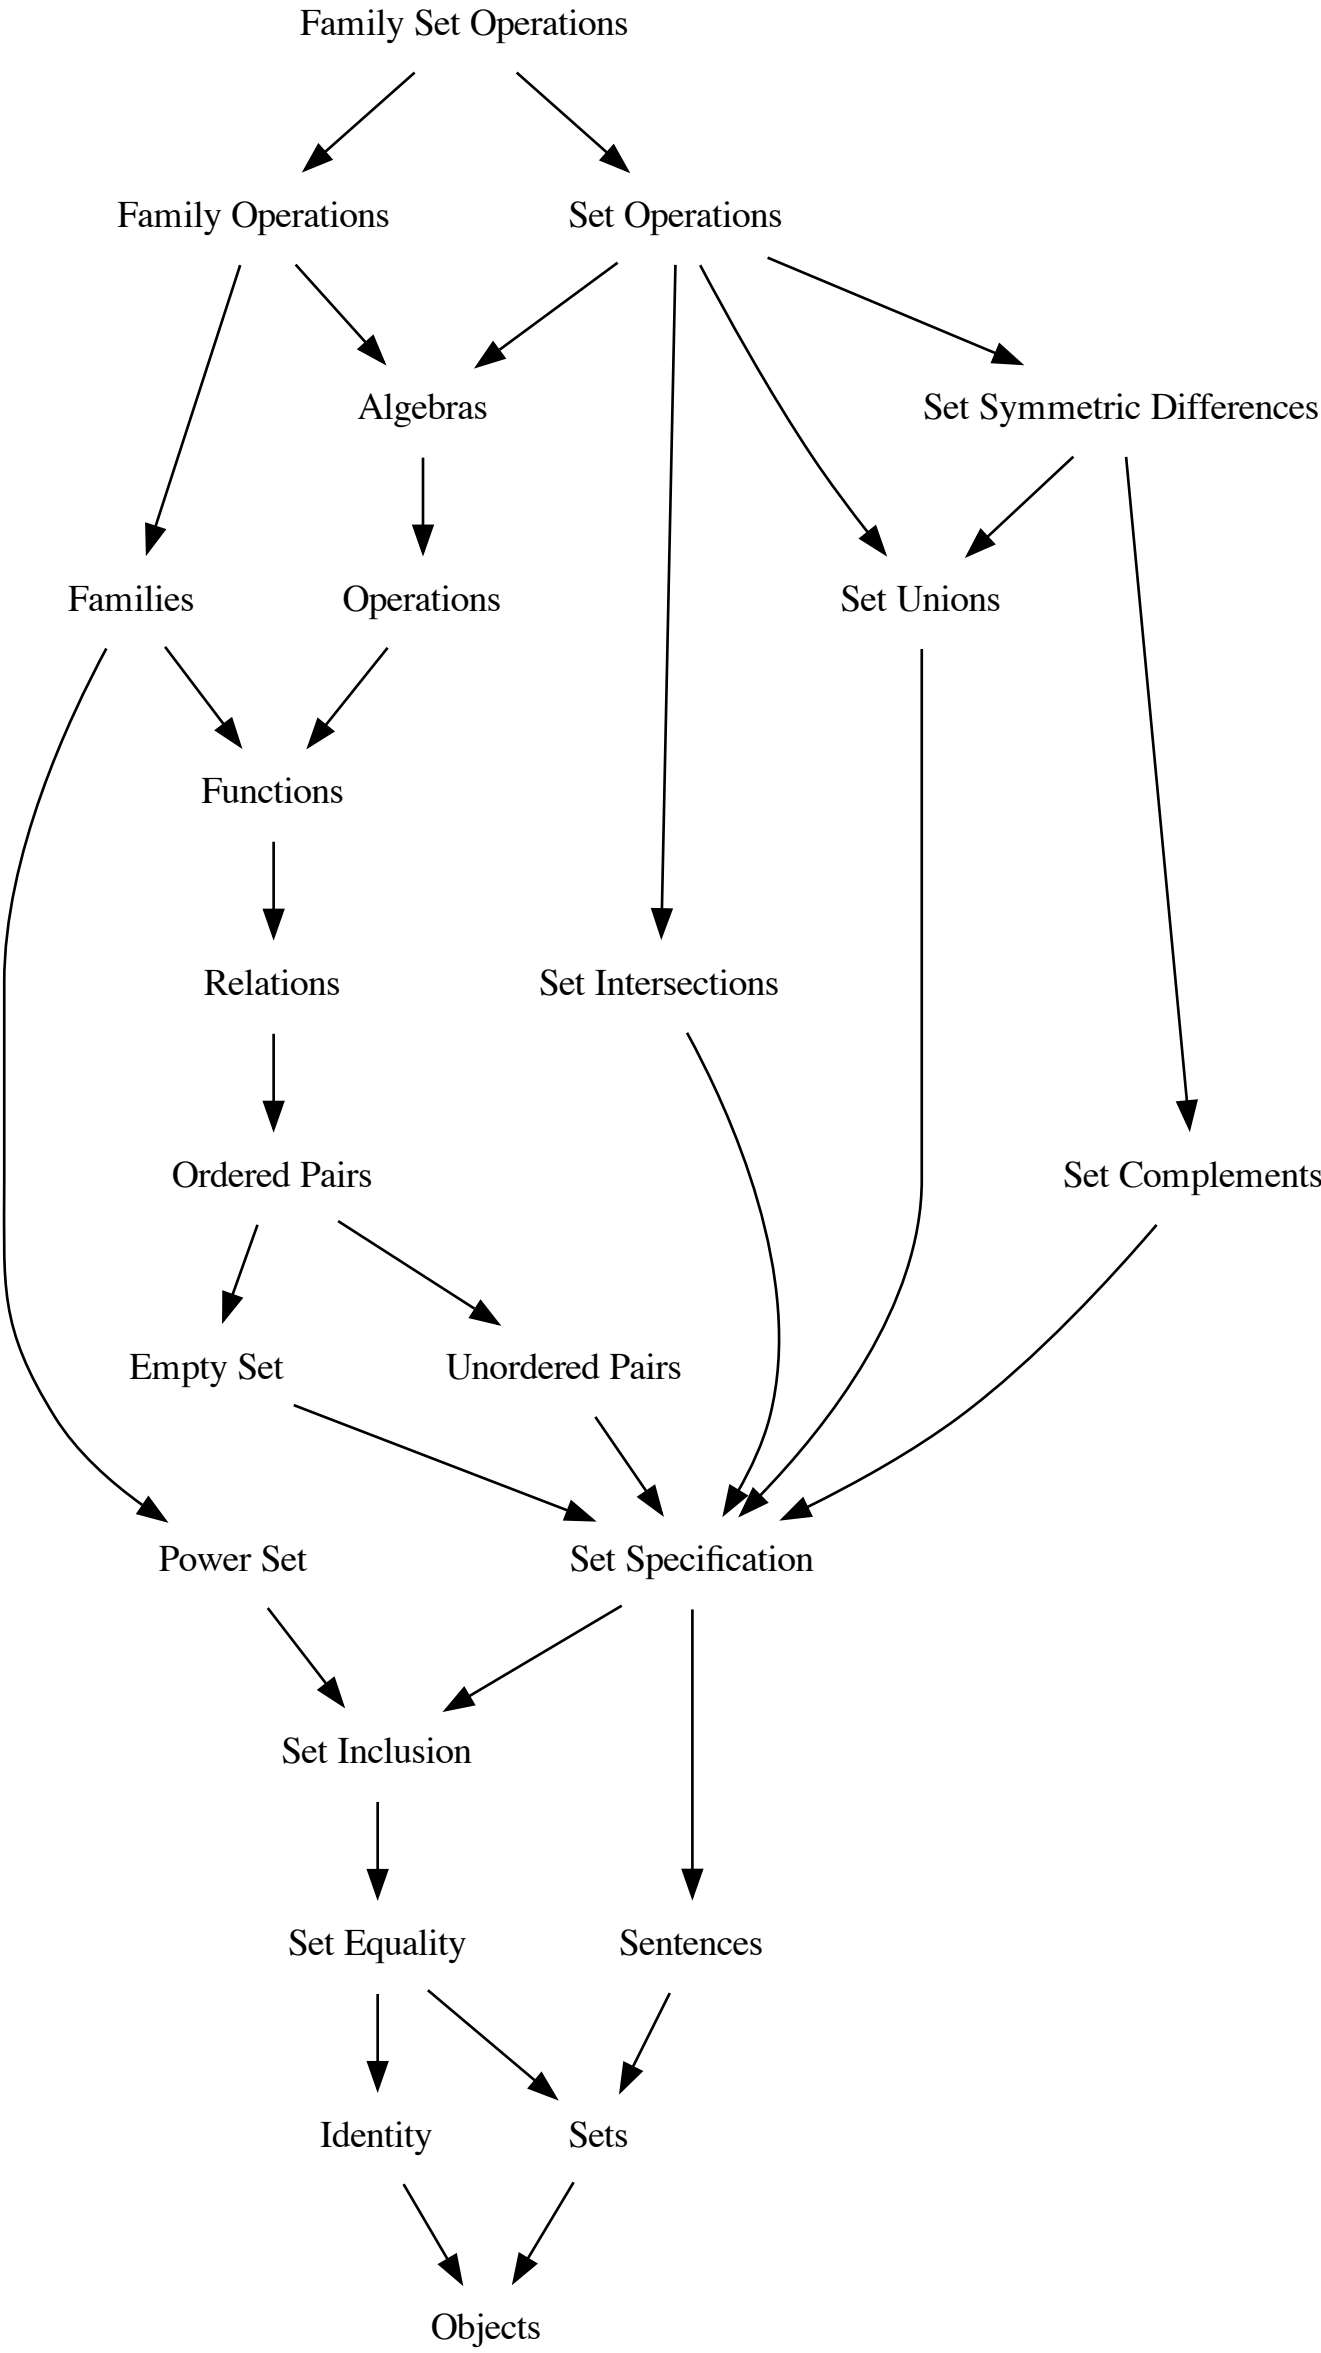 Family Set Operations
Family Operations
Set Operations
Algebras
Set Symmetric Differences
Families
Operations
Set Unions
Functions
Relations
Set Intersections
Ordered Pairs
Set Complements
Empty Set
Unordered Pairs
Power Set
Set Specification
Set Inclusion
Set Equality
Sentences
Identity
Sets
Objects